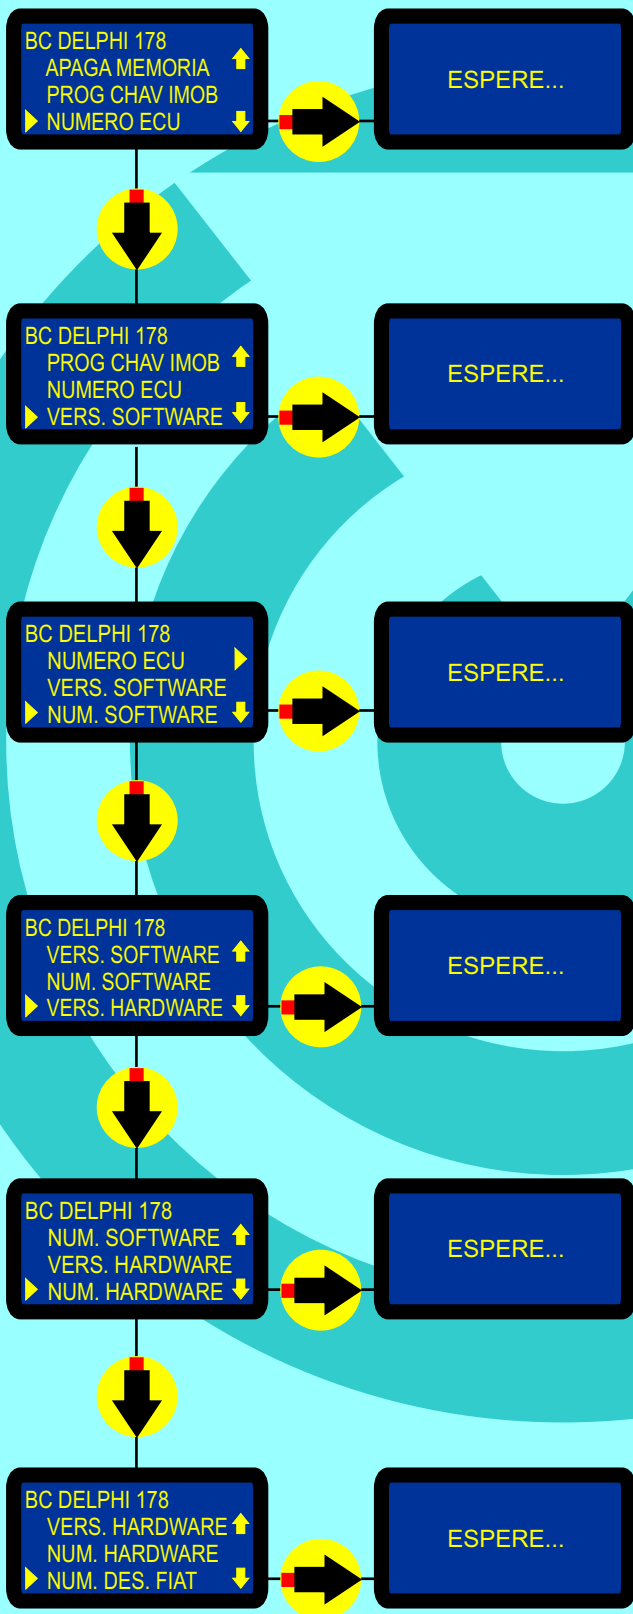 BC DELPHI 178
APAGA MEMORIA
PROG CHAV IMOB
NUMERO ECU
ESPERE...
BC DELPHI 178
PROG CHAV IMOB
NUMERO ECU
VERS. SOFTWARE
ESPERE...
BC DELPHI 178
NUMERO ECU
VERS. SOFTWARE
NUM. SOFTWARE
ESPERE...
BC DELPHI 178
VERS. SOFTWARE
NUM. SOFTWARE
VERS. HARDWARE
ESPERE...
BC DELPHI 178
NUM. SOFTWARE
VERS. HARDWARE
NUM. HARDWARE
ESPERE...
BC DELPHI 178
VERS. HARDWARE
NUM. HARDWARE
NUM. DES. FIAT
ESPERE...